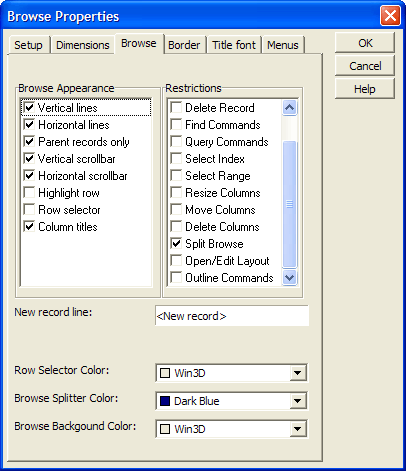 Browse Properties
Setup
Dimensions
Browse
Border
Title font
Menus
OK
Cancel
Help
Browse Appearance
Vertical lines
Horizontal lines
Parent records only
Vertical scrollbar
Horizontal scrollbar
Highlight row
Row selector
Column titles
Restrictions
Delete Record
Find Commands
Query Commands
Select Index
Select Range
Resize Columns
Move Columns
Delete Columns
Split Browse
Open/Edit Layout
Outline Commands
New record line:
<New record>
Row Selector Color:
Win3D
Browse Splitter Color:
Dark Blue
Browse Backgound Color:
Win3D